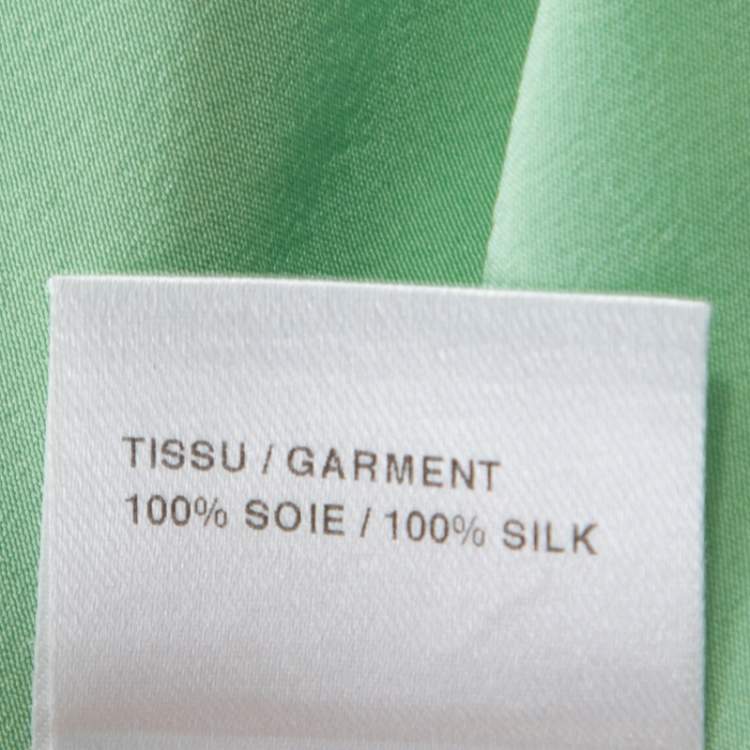 TISSU / GARMENT
100% SOIE / 100% SILK